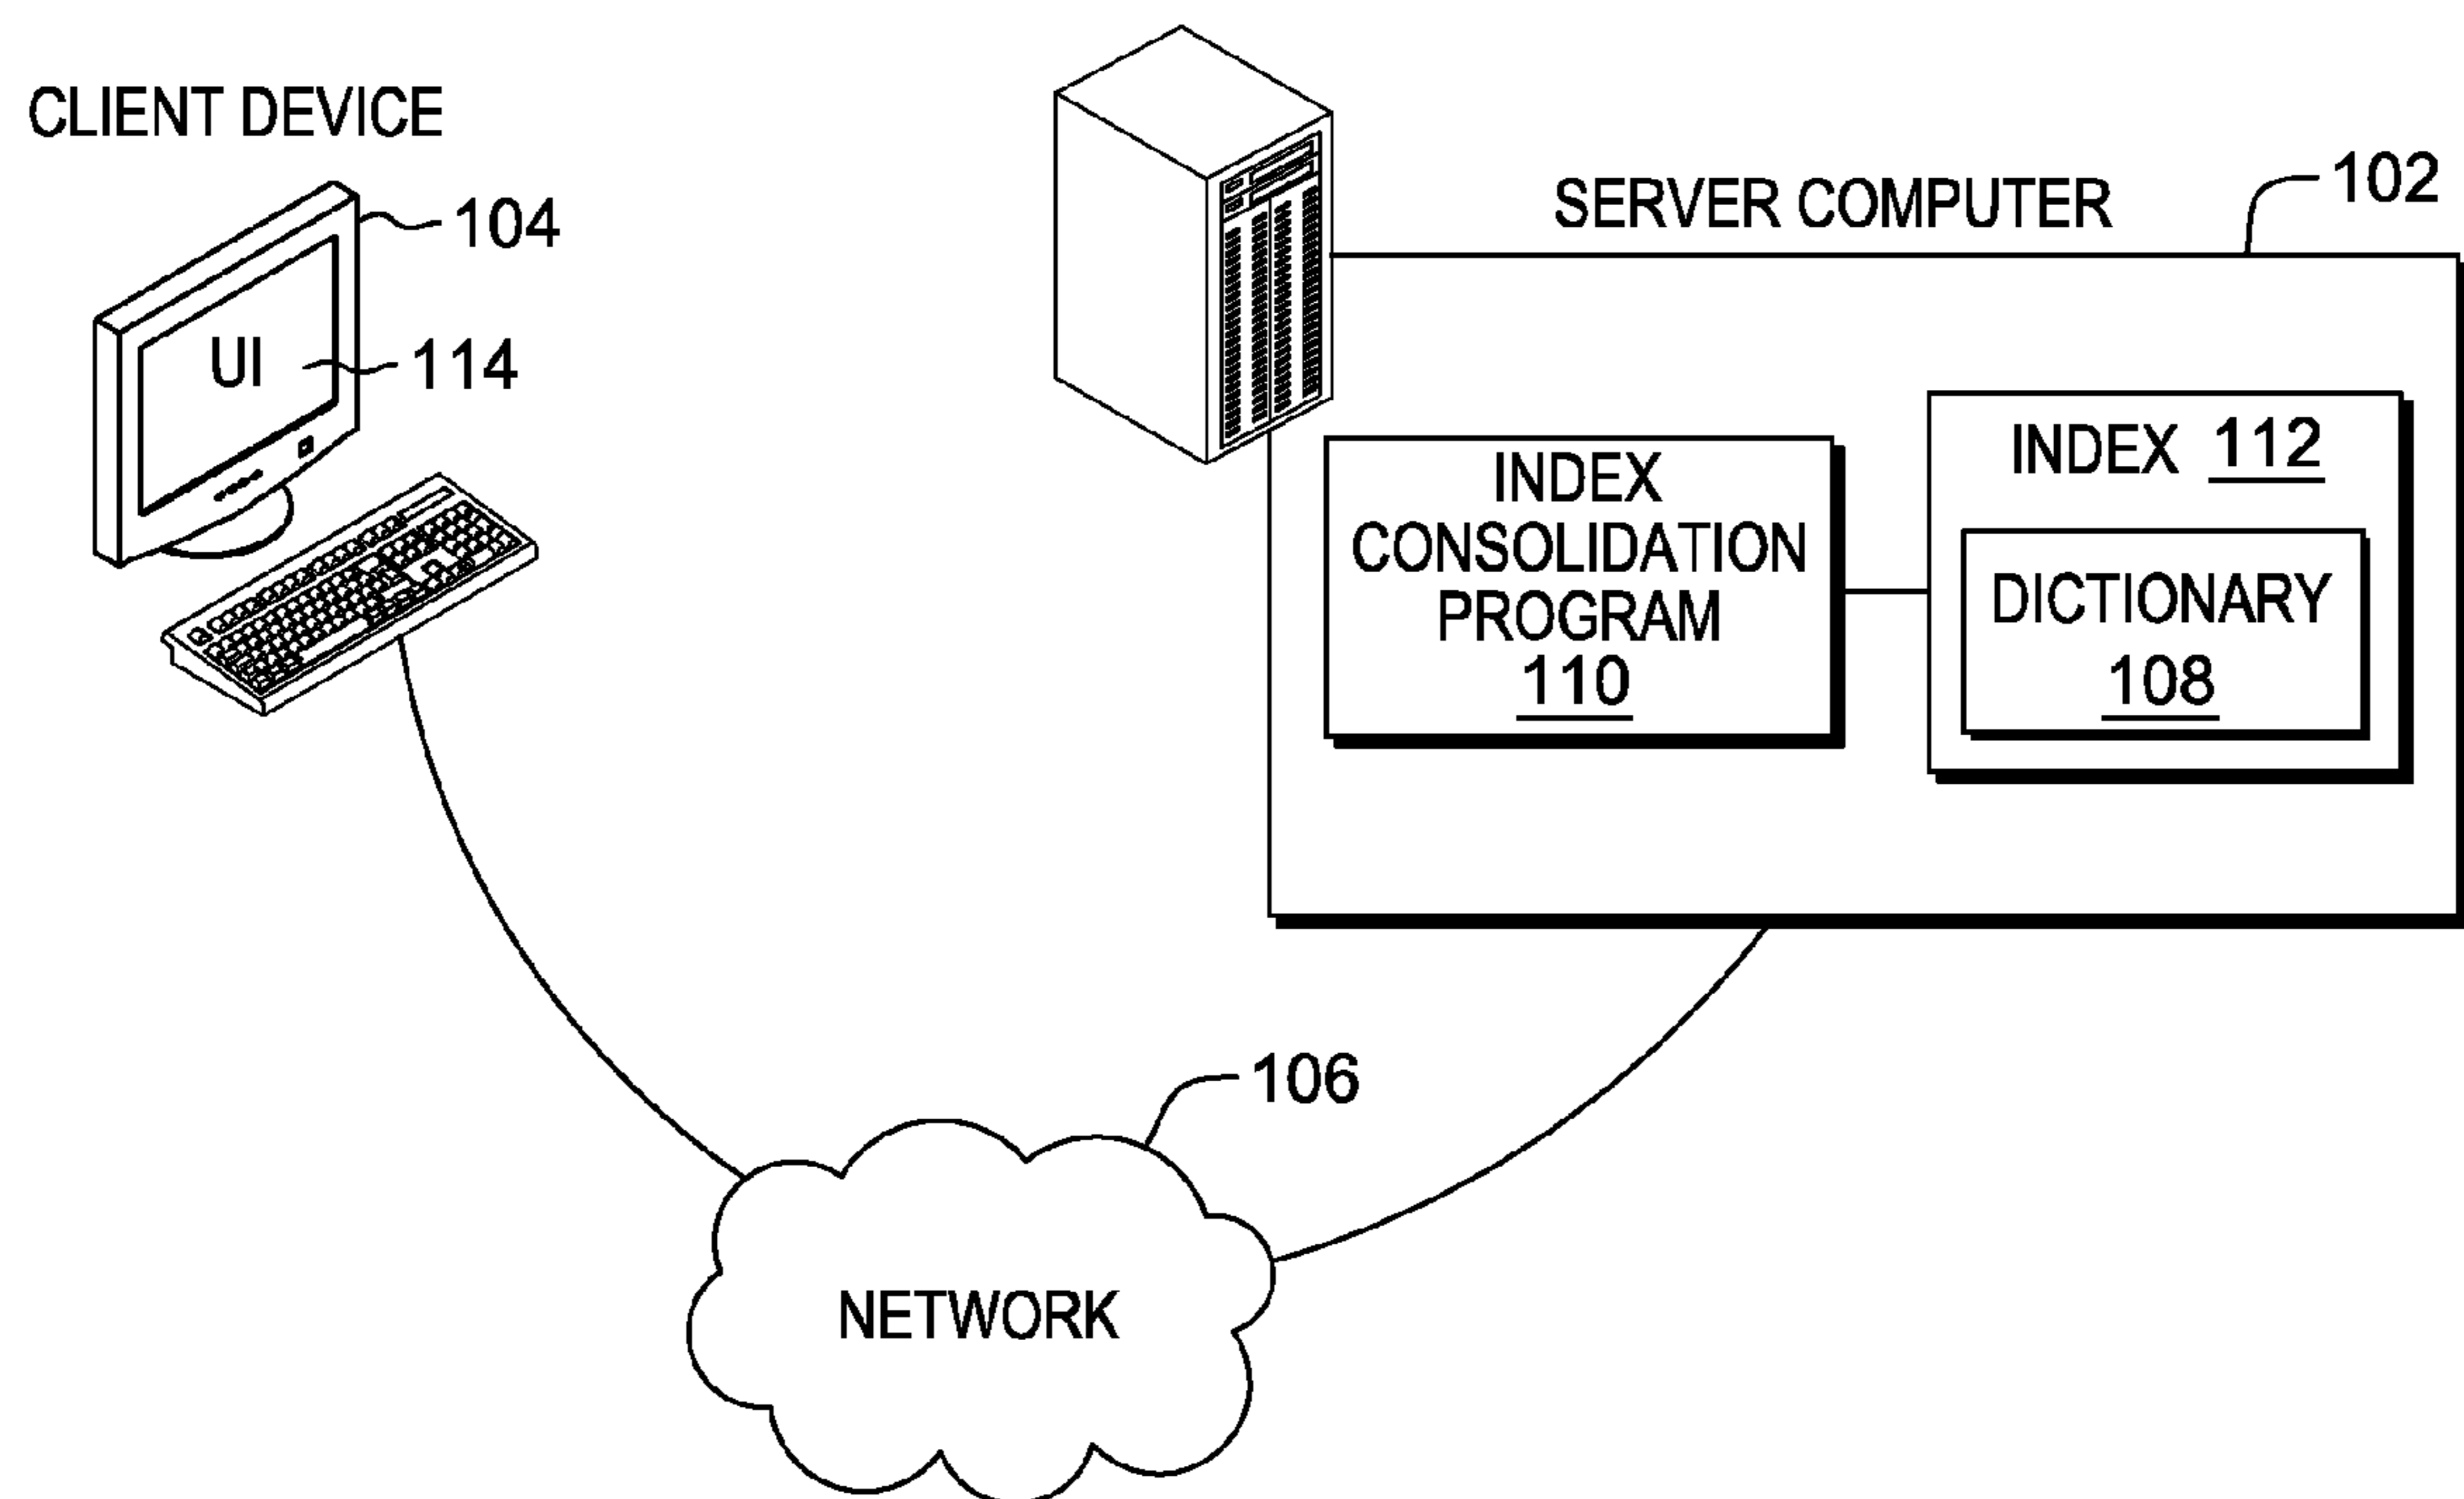 CLIENT DEVICE
104
UI
114
SERVER COMPUTER
102
INDEX
CONSOLIDATION
PROGRAM
110
INDEX 112
DICTIONARY
108
106
NETWORK